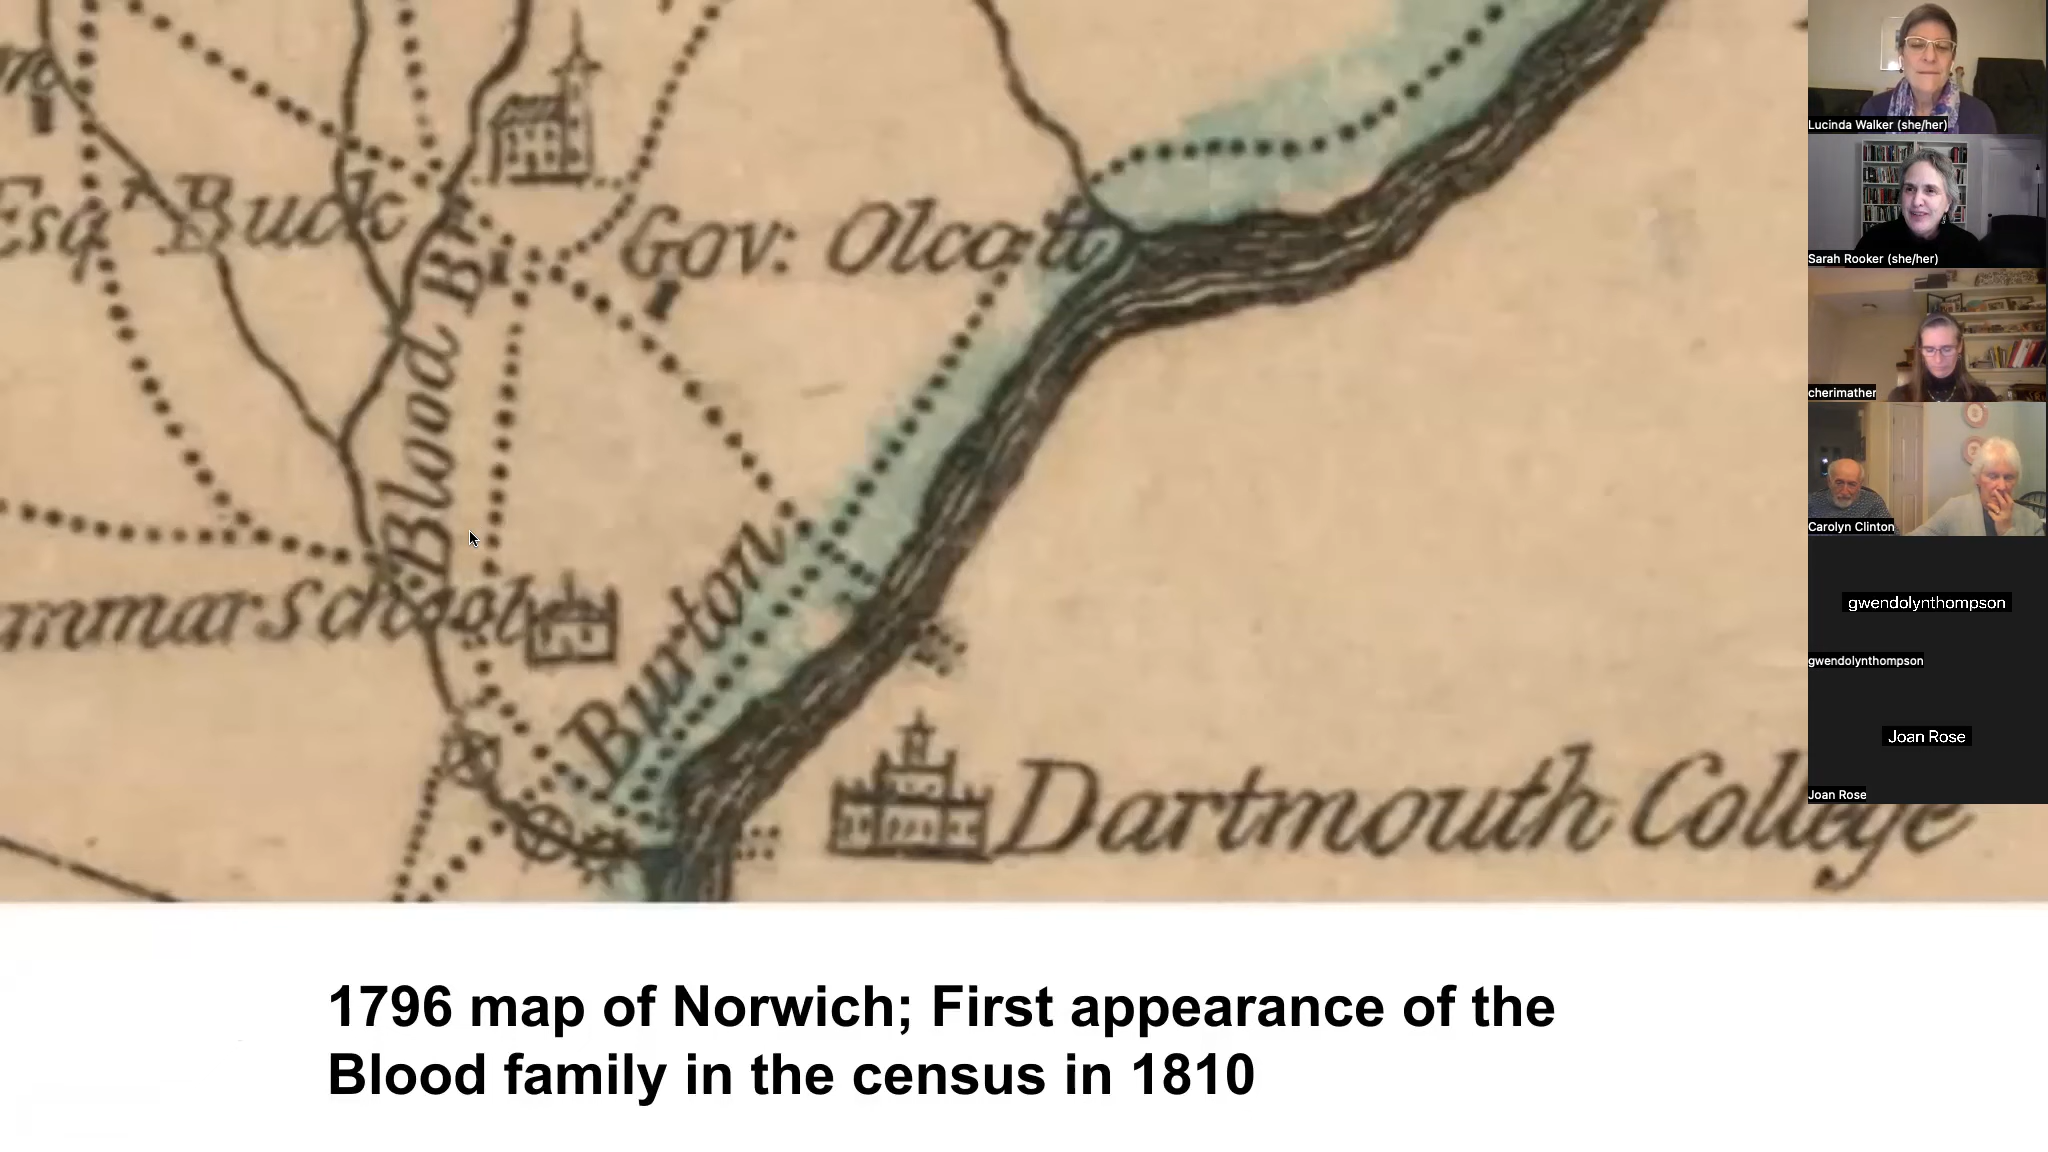 Esqr Buck
Gov: Olcott
Blood Br
mmar School
Burton
Dartmouth College
1796 map of Norwich; First appearance of the
Blood family in the census in 1810
Lucinda Walker (she/her)
Sarah Rooker (she/her)
cherimather
Carolyn Clinton
gwendolynthompson
gwendolynthompson
Joan Rose
Joan Rose